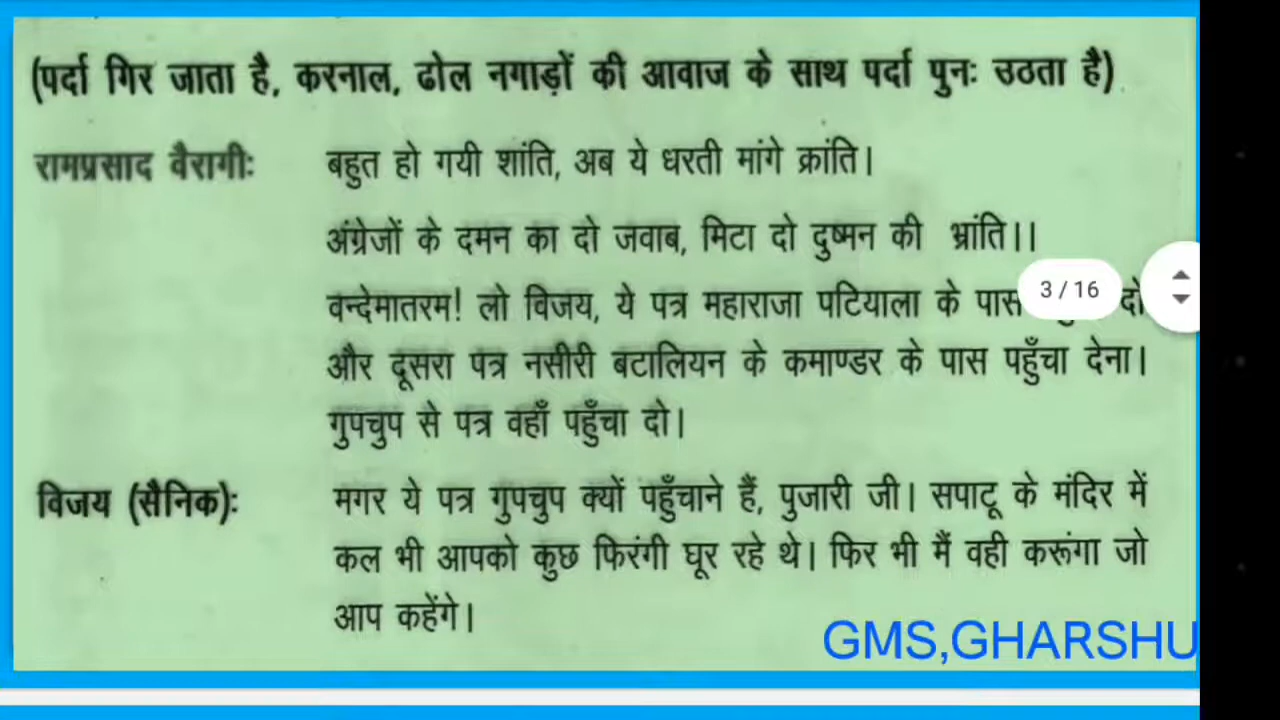 (पर्दा गिर जाता है, करनाल, ढोल नगाड़ों की आवाज के साथ पर्दा पुनः उठता है)
रामप्रसाद वैरागीः बहुत हो गयी शांति, अब ये धरती मांगे क्रांति।
अंग्रेजों के दमन का दो जवाब, मिटा दो दुष्मन की भ्रांति।।
वन्देमातरम! लो विजय, ये पत्र महाराजा पटियाला के पास दो
3 / 16
और दूसरा पत्र नसीरी बटालियन के कमाण्डर के पास पहुँचा देना।
गुपचुप से पत्र वहाँ पहुँचा दो।
विजय (सैनिक)ः मगर ये पत्र गुपचुप क्यों पहुँचाने हैं, पुजारी जी। सपाटू के मंदिर में
कल भी आपको कुछ फिरंगी घूर रहे थे। फिर भी मैं वही करूंगा जो
आप कहेंगे।
GMS,GHARSHU